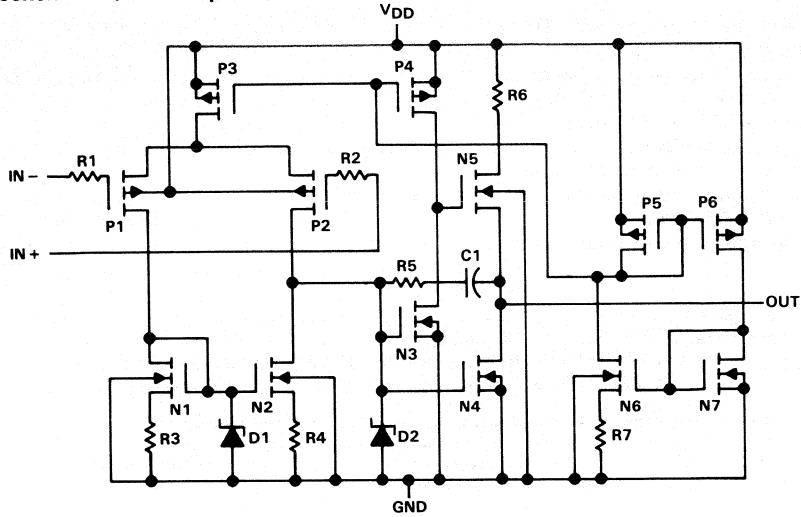 VDD
P3
P4
R6
R1
R2
N5
IN−
P1
P2
P5
P6
IN+
R5
C1
OUT
N3
N1
N2
N4
N6
N7
R3
D1
R4
D2
R7
GND